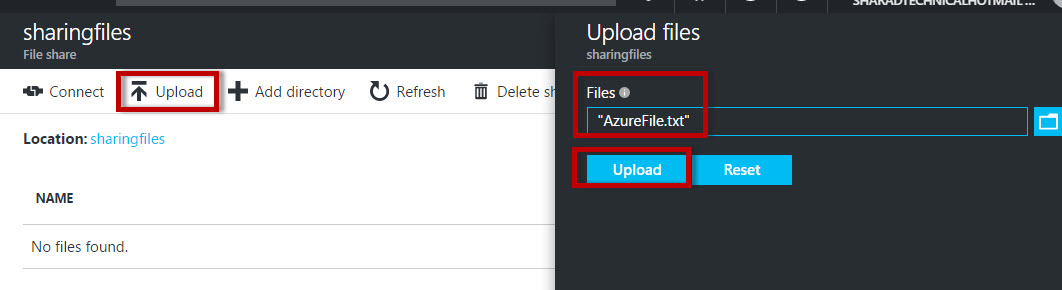 SHARADTECHNICALHOTMAIL ...
sharingfiles
File share
Connect Upload Add directory Refresh Delete sh
Location: sharingfiles
NAME
No files found.
Upload files
sharingfiles
Files
"AzureFile.txt"
Upload Reset